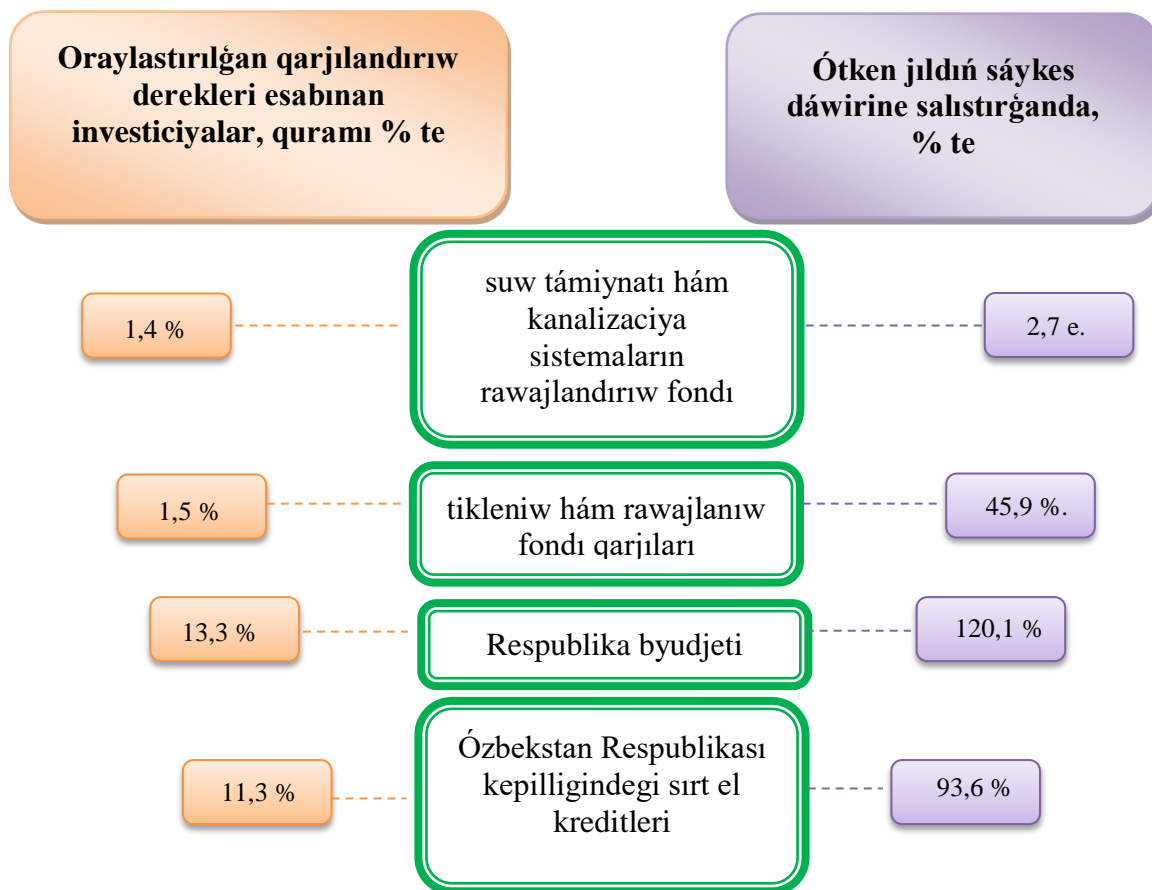 Oraylastırılǵan qarjılandırıw
derekleri esabınan
investiciyalar, quramı % te
Ótken jıldıń sáykes
dáwirine salıstırǵanda,
% te
suw támiynatı hám
kanalizaciya
sistemaların
rawajlandırıw fondı
1,4 %
2,7 e.
tikleniw hám rawajlanıw
fondı qarjıları
1,5 %
45,9 %.
Respublika byudjeti
13,3 %
120,1 %
Ózbekstan Respublikası
kepilligindegi sırt el
kreditleri
11,3 %
93,6 %